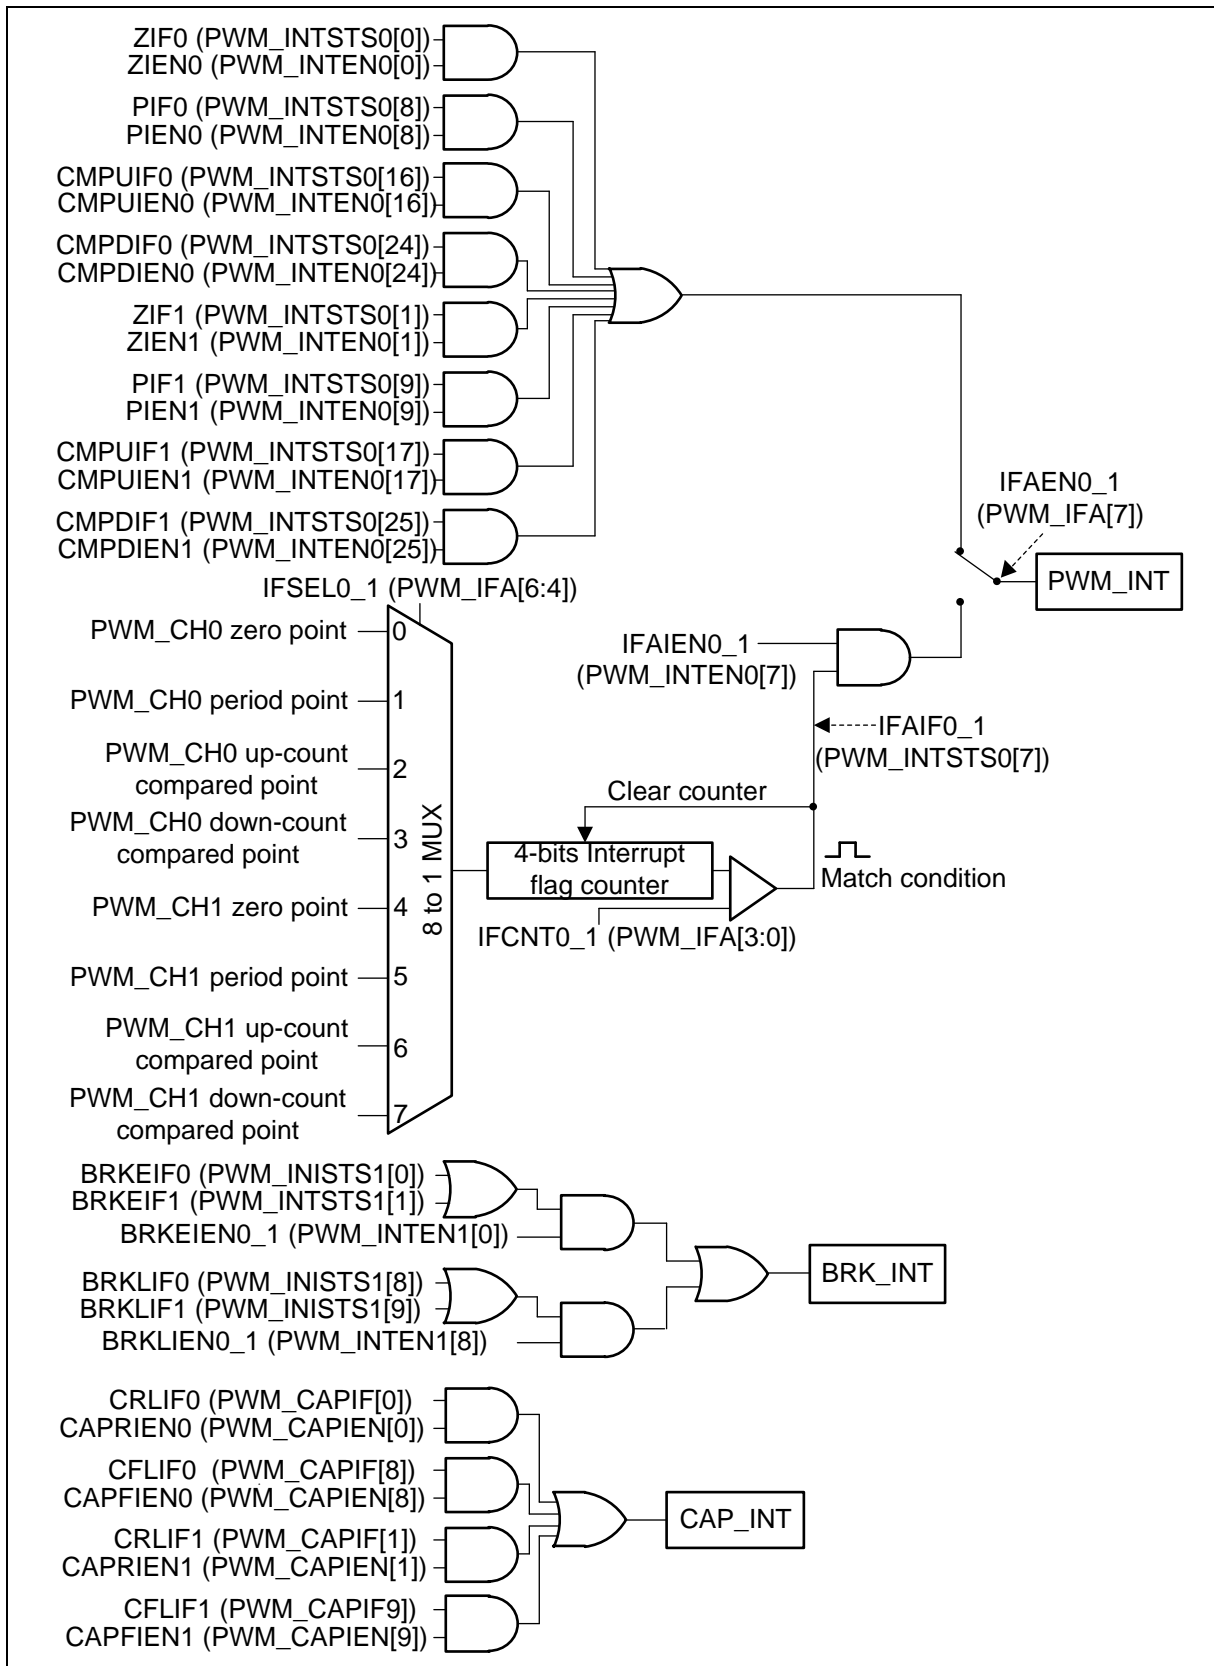 ZIF0 (PWM_INTSTS0[0])
ZIEN0 (PWM_INTEN0[0])
PIF0 (PWM_INTSTS0[8])
PIEN0 (PWM_INTEN0[8])
CMPUIF0 (PWM_INTSTS0[16])
CMPUIEN0 (PWM_INTEN0[16])
CMPDIF0 (PWM_INTSTS0[24])
CMPDIEN0 (PWM_INTEN0[24])
ZIF1 (PWM_INTSTS0[1])
ZIEN1 (PWM_INTEN0[1])
PIF1 (PWM_INTSTS0[9])
PIEN1 (PWM_INTEN0[9])
CMPUIF1 (PWM_INTSTS0[17])
CMPUIEN1 (PWM_INTEN0[17])
CMPDIF1 (PWM_INTSTS0[25])
CMPDIEN1 (PWM_INTEN0[25])
IFAEN0_1
(PWM_IFA[7])
PWM_INT
IFSEL0_1 (PWM_IFA[6:4])
PWM_CH0 zero point
0
PWM_CH0 period point
1
PWM_CH0 up-count
compared point
2
PWM_CH0 down-count
compared point
3
PWM_CH1 zero point
4
PWM_CH1 period point
5
PWM_CH1 up-count
compared point
6
PWM_CH1 down-count
compared point
7
8 to 1 MUX
IFAIEN0_1
(PWM_INTEN0[7])
IFAIF0_1
(PWM_INTSTS0[7])
Clear counter
4-bits Interrupt
flag counter
Match condition
IFCNT0_1 (PWM_IFA[3:0])
BRKEIF0 (PWM_INISTS1[0])
BRKEIF1 (PWM_INTSTS1[1])
BRKEIEN0_1 (PWM_INTEN1[0])
BRKLIF0 (PWM_INISTS1[8])
BRKLIF1 (PWM_INISTS1[9])
BRKLIEN0_1 (PWM_INTEN1[8])
BRK_INT
CRLIF0 (PWM_CAPIF[0])
CAPRIEN0 (PWM_CAPIEN[0])
CFLIF0 (PWM_CAPIF[8])
CAPFIEN0 (PWM_CAPIEN[8])
CRLIF1 (PWM_CAPIF[1])
CAPRIEN1 (PWM_CAPIEN[1])
CFLIF1 (PWM_CAPIF9])
CAPFIEN1 (PWM_CAPIEN[9])
CAP_INT